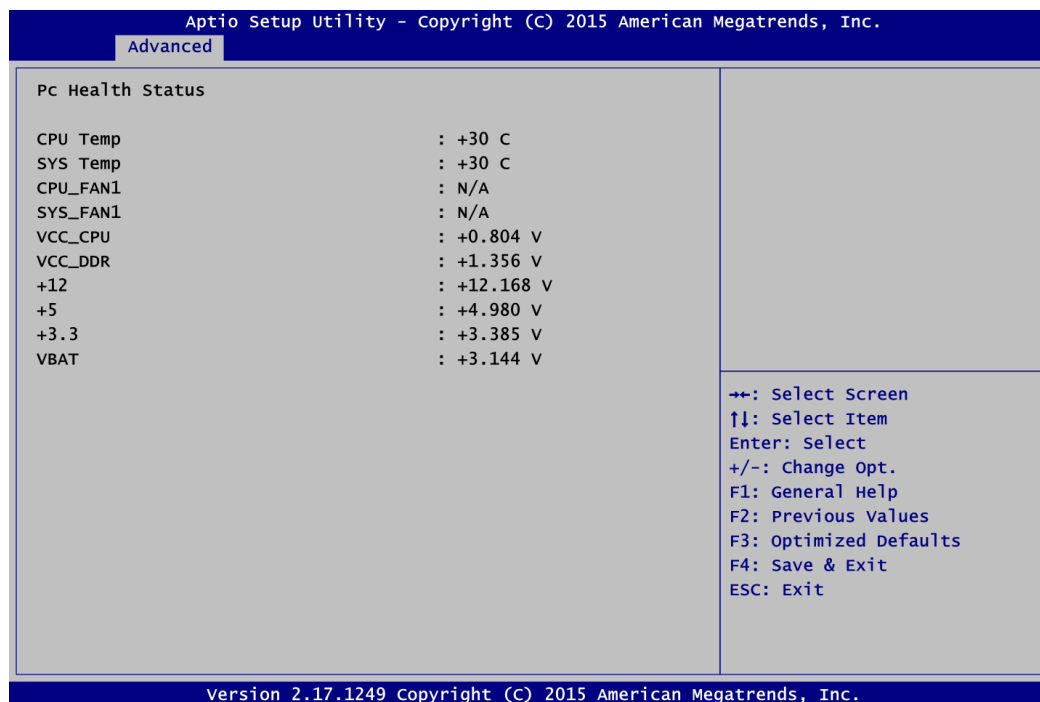 Aptio Setup Utility - Copyright (C) 2015 American Megatrends, Inc.
Advanced
Pc Health Status
CPU Temp : +30 C
SYS Temp : +30 C
CPU_FAN1 : N/A
SYS_FAN1 : N/A
VCC_CPU : +0.804 V
VCC_DDR : +1.356 V
+12 : +12.168 V
+5 : +4.980 V
+3.3 : +3.385 V
VBAT : +3.144 V
→←: Select Screen
↑↓: Select Item
Enter: Select
+/-: Change Opt.
F1: General Help
F2: Previous Values
F3: Optimized Defaults
F4: Save & Exit
ESC: Exit
Version 2.17.1249 Copyright (C) 2015 American Megatrends, Inc.